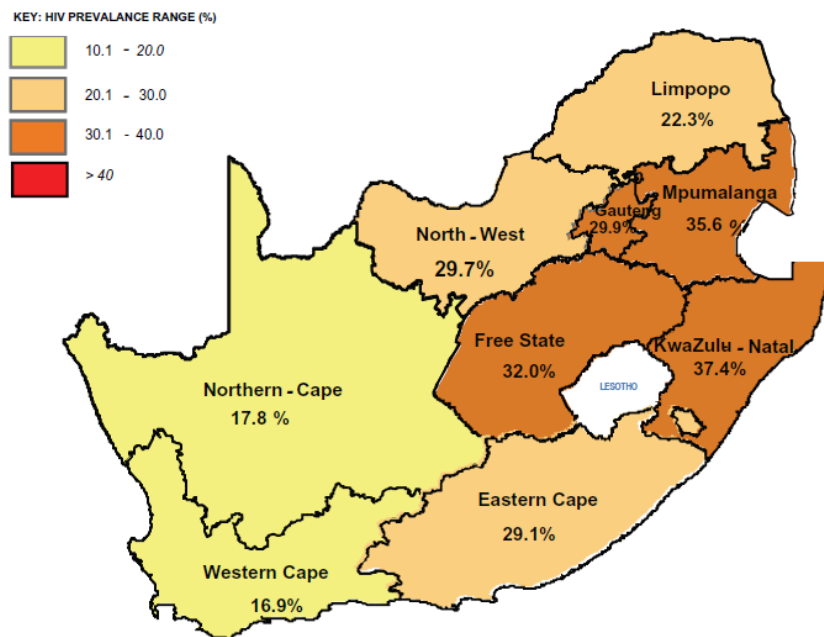 KEY: HIV PREVALANCE RANGE (%)
10.1 - 20.0
20.1 - 30.0
30.1 - 40.0
> 40
Limpopo
22.3%
Mpumalanga
35.6 %
Gauteng
29.9%
North - West
29.7%
Free State
32.0%
KwaZulu - Natal
37.4%
LESOTHO
Northern - Cape
17.8 %
Eastern Cape
29.1%
Western Cape
16.9%